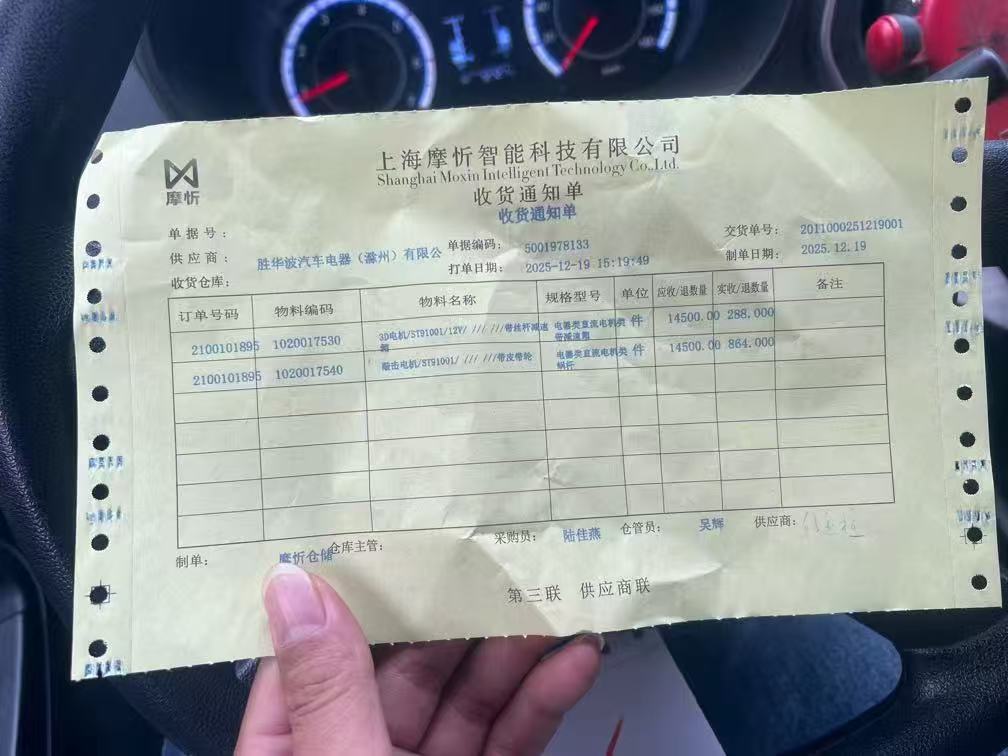 上海摩忻智能科技有限公司
Shanghai Moxin Intelligent Technology Co.,Ltd.
摩忻
收货通知单
收货通知单
单据号：
单据编码： 5001978133
交货单号： 2011000251219001
供应商： 胜华波汽车电器（滁州）有限公
打单日期： 2025-12-19 15:19:49
制单日期： 2025.12.19
收货仓库：
订单号码 物料编码 物料名称 规格型号 单位 应收/退数量 实收/退数量 备注
2100101895 1020017530 3D电机/ST91001/12V/ /// ///带丝杆减速箱 电器类直流电机类带减速箱 件 14500.00 288.000
2100101895 1020017540 敲击电机/ST91001/ /// ///带皮带轮 电器类直流电机类蜗杆 件 14500.00 864.000
制单： 摩忻仓储 仓库主管： 采购员： 陆佳燕 仓管员： 吴辉 供应商：
第三联 供应商联